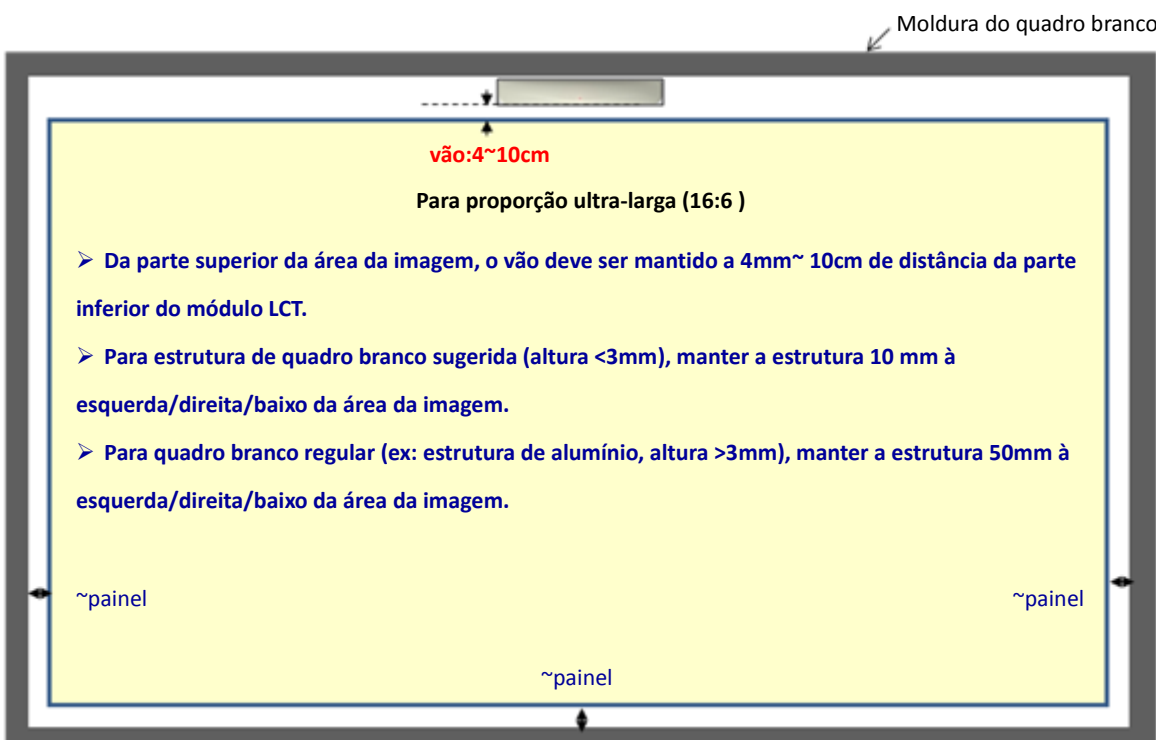 Moldura do quadro branco
vão:4~10cm
Para proporção ultra-larga (16:6 )
➢ Da parte superior da área da imagem, o vão deve ser mantido a 4mm~ 10cm de distância da parte
inferior do módulo LCT.
➢ Para estrutura de quadro branco sugerida (altura <3mm), manter a estrutura 10 mm à
esquerda/direita/baixo da área da imagem.
➢ Para quadro branco regular (ex: estrutura de alumínio, altura >3mm), manter a estrutura 50mm à
esquerda/direita/baixo da área da imagem.
~painel
~painel
~painel